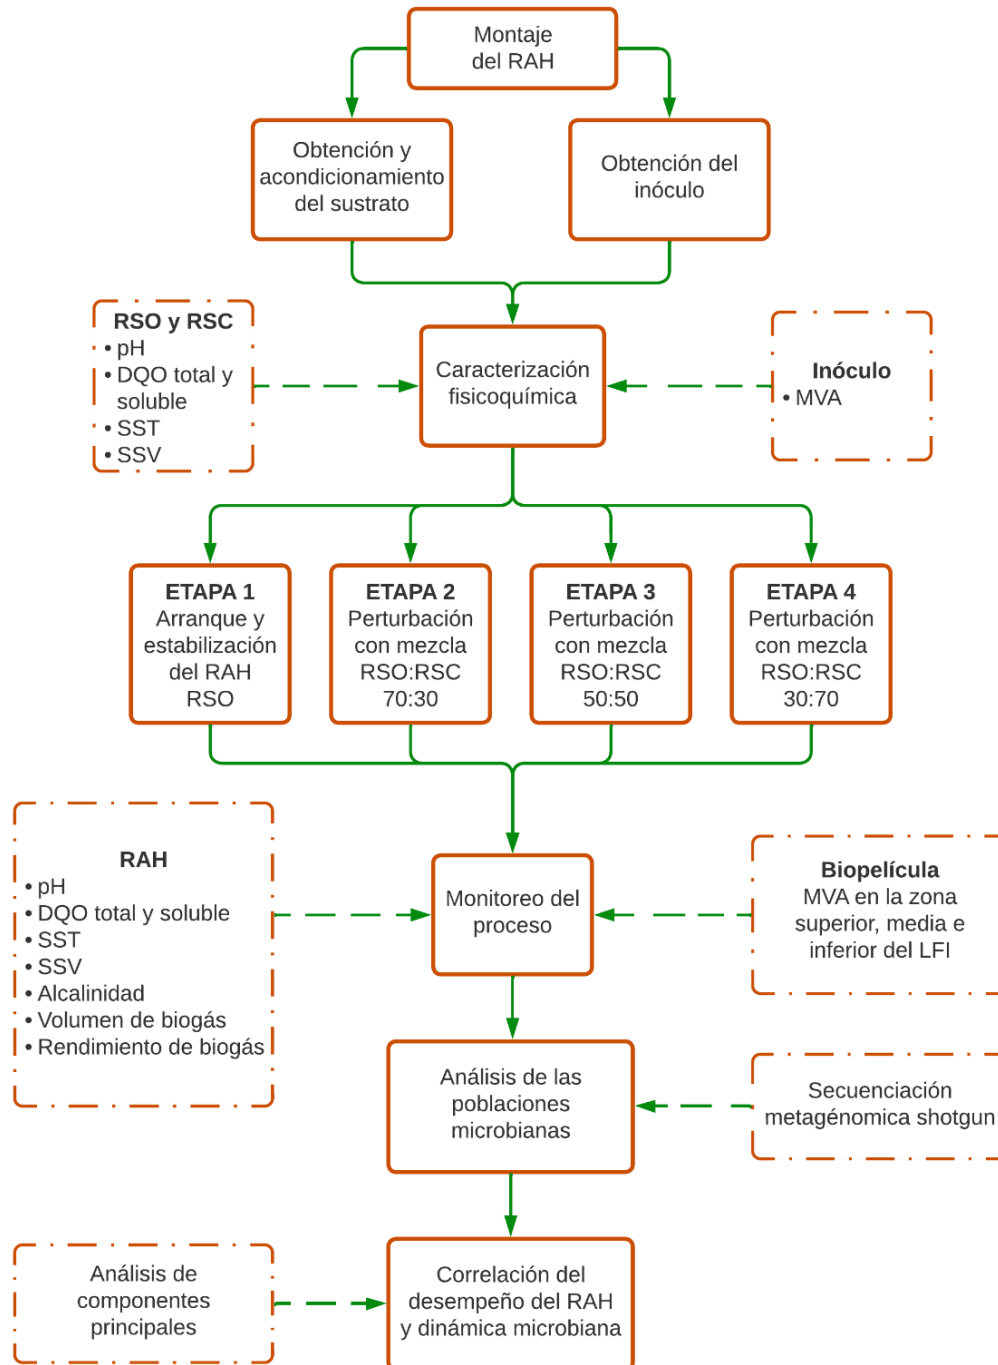 Montaje
del RAH
Obtención y
acondicionamiento
del sustrato
Obtención del
inóculo
RSO y RSC
• pH
• DQO total y
soluble
• SST
• SSV
Caracterización
fisicoquímica
Inóculo
• MVA
ETAPA 1
Arranque y
estabilización
del RAH
RSO
ETAPA 2
Perturbación
con mezcla
RSO:RSC
70:30
ETAPA 3
Perturbación
con mezcla
RSO:RSC
50:50
ETAPA 4
Perturbación
con mezcla
RSO:RSC
30:70
RAH
• pH
• DQO total y soluble
• SST
• SSV
• Alcalinidad
• Volumen de biogás
• Rendimiento de biogás
Monitoreo del
proceso
Biopelícula
MVA en la zona
superior, media e
inferior del LFI
Análisis de las
poblaciones
microbianas
Secuenciación
metagénomica shotgun
Análisis de
componentes
principales
Correlación del
desempeño del RAH
y dinámica microbiana